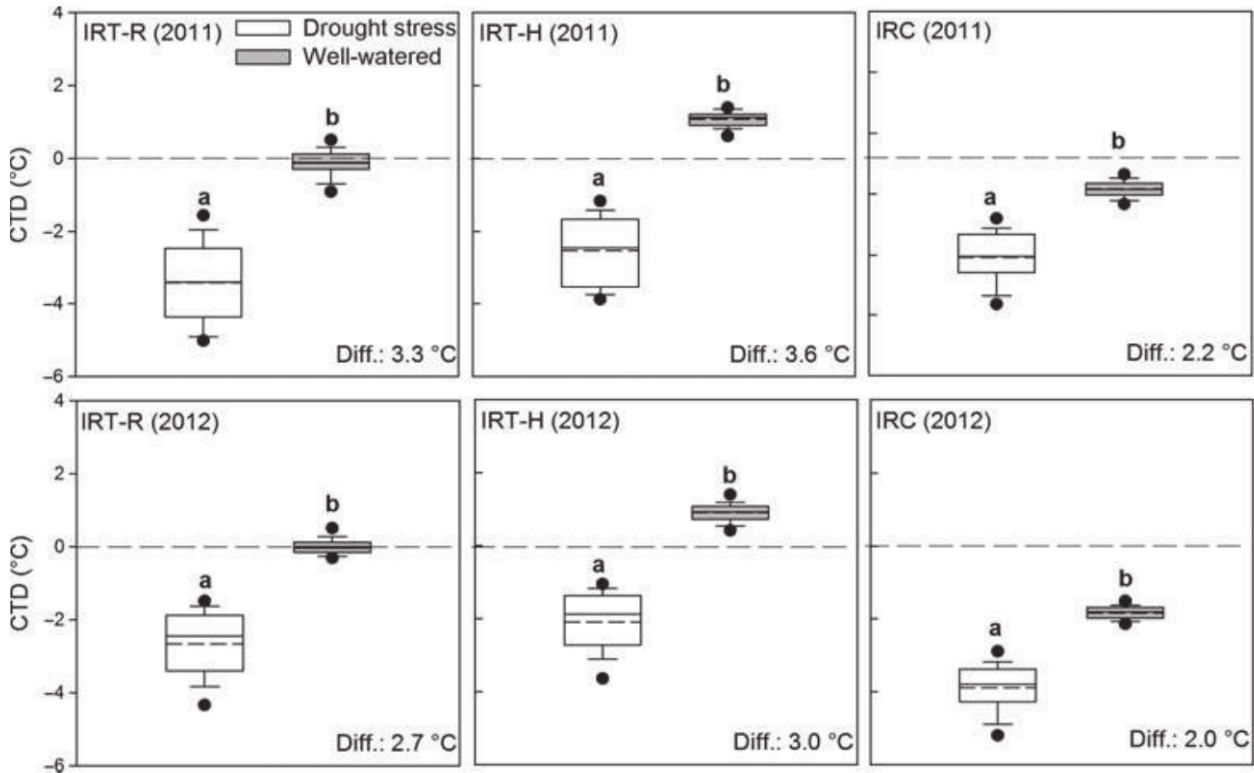 IRT-R (2011)
Drought stress
Well-watered
4
2
0
−2
−4
−6
CTD (°C)
a
b
Diff.: 3.3 °C
IRT-H (2011)
a
b
Diff.: 3.6 °C
IRC (2011)
a
b
Diff.: 2.2 °C
IRT-R (2012)
4
2
0
−2
−4
−6
CTD (°C)
a
b
Diff.: 2.7 °C
IRT-H (2012)
a
b
Diff.: 3.0 °C
IRC (2012)
a
b
Diff.: 2.0 °C